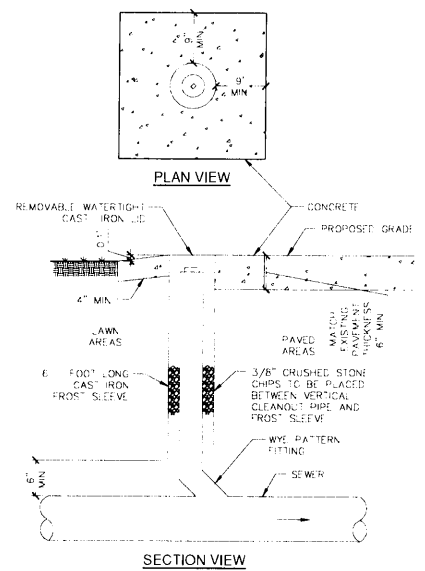 9"
MIN
PLAN VIEW
REMOVABLE WATERTIGHT
CAST IRON LID
CONCRETE
PROPOSED GRADE
4" MIN
LAWN
AREAS
PAVED
AREAS
MATCH
EXISTING
PAVEMENT
THICKNESS
6" MIN
6 FOOT LONG
CAST IRON
FROST SLEEVE
3/8" CRUSHED STONE
CHIPS TO BE PLACED
BETWEEN VERTICAL
CLEANOUT PIPE AND
FROST SLEEVE
WYE PATTERN
FITTING
6"
MIN
SEWER
SECTION VIEW